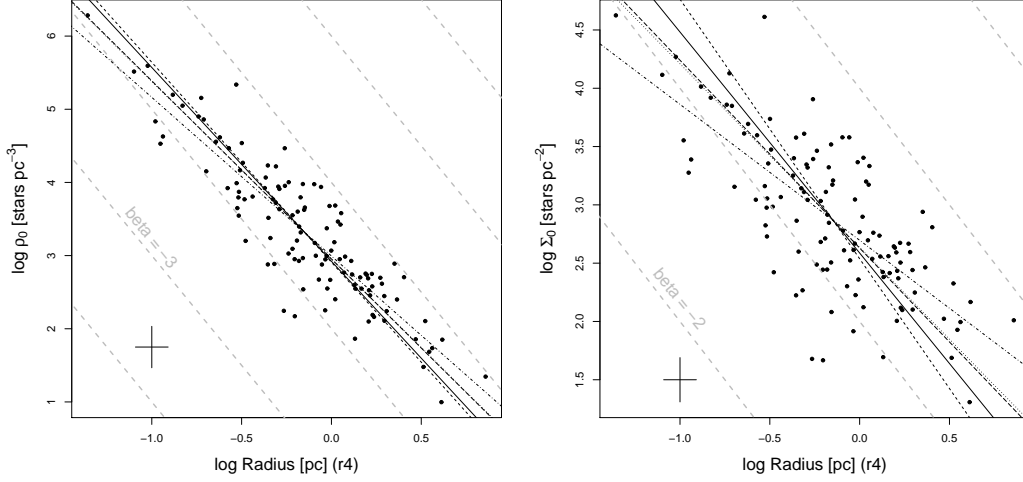 6
5
4
3
2
1
log ρ0 [stars pc−3]
beta = −3
−1.0 −0.5 0.0 0.5
log Radius [pc] (r4)
4.5
4.0
3.5
3.0
2.5
2.0
1.5
log Σ0 [stars pc−2]
beta = −2
−1.0 −0.5 0.0 0.5
log Radius [pc] (r4)